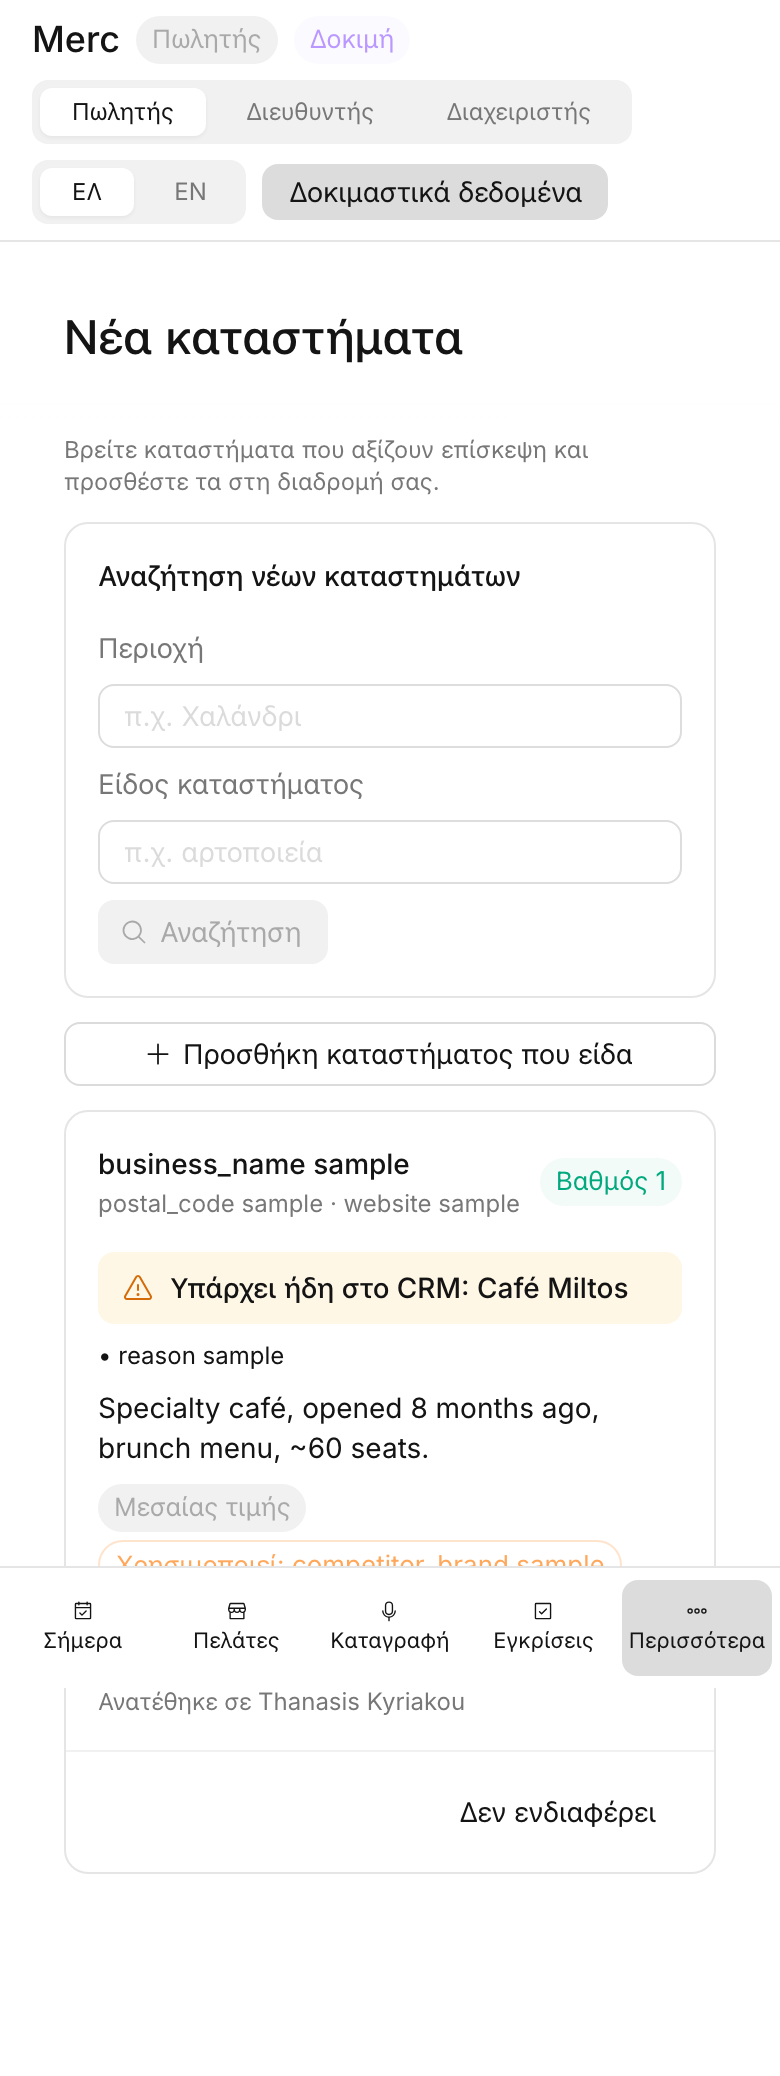 Merc Πωλητής Δοκιμή
Πωλητής Διευθυντής Διαχειριστής
ΕΛ EN Δοκιμαστικά δεδομένα
Νέα καταστήματα
Βρείτε καταστήματα που αξίζουν επίσκεψη και
προσθέστε τα στη διαδρομή σας.
Αναζήτηση νέων καταστημάτων
Περιοχή
π.χ. Χαλάνδρι
Είδος καταστήματος
π.χ. αρτοποιεία
Αναζήτηση
+ Προσθήκη καταστήματος που είδα
business_name sample
postal_code sample · website sample
Βαθμός 1
Υπάρχει ήδη στο CRM: Café Miltos
• reason sample
Specialty café, opened 8 months ago,
brunch menu, ~60 seats.
Μεσαίας τιμής
Χρησιμοποιεί: competitor_brand sample
Σήμερα Πελάτες Καταγραφή Εγκρίσεις Περισσότερα
Ανατέθηκε σε Thanasis Kyriakou
Δεν ενδιαφέρει